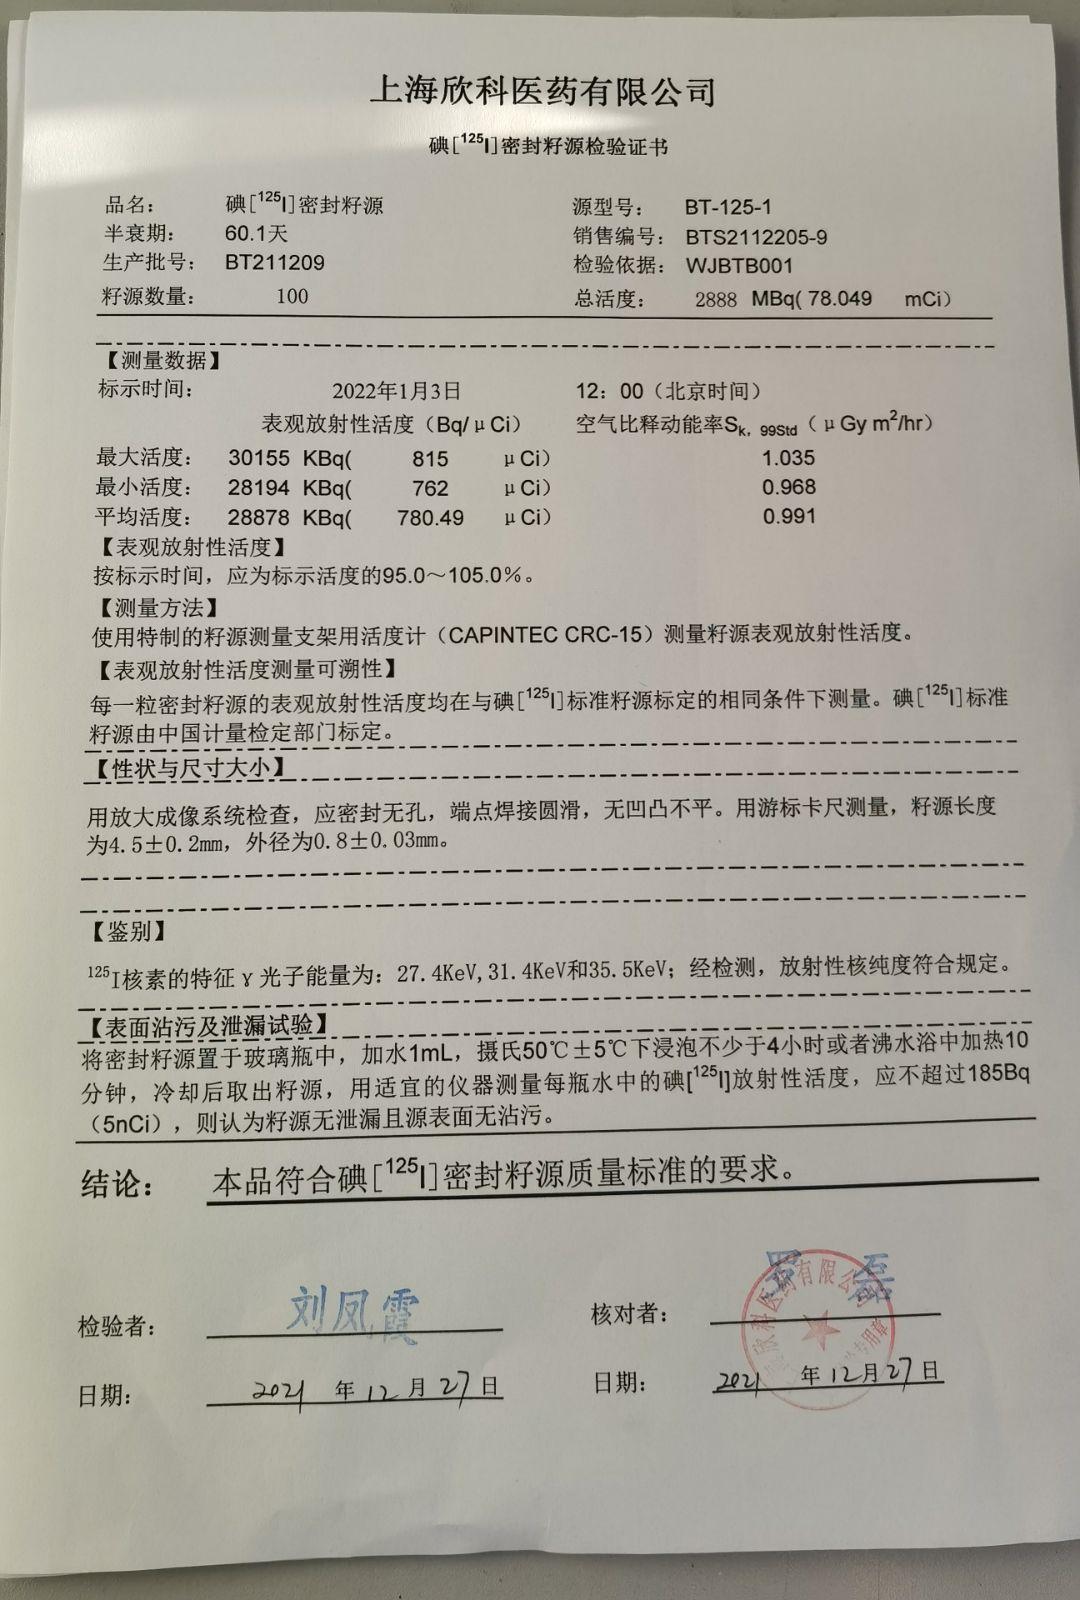 上海欣科医药有限公司
碘[¹²⁵I]密封籽源检验证书
品名： 碘[¹²⁵I]密封籽源 源型号： BT-125-1
半衰期： 60.1天 销售编号： BTS2112205-9
生产批号： BT211209 检验依据： WJBTB001
籽源数量： 100 总活度： 2888 MBq( 78.049 mCi）
【测量数据】
标示时间： 2022年1月3日 12：00（北京时间）
表观放射性活度（Bq/μCi） 空气比释动能率Sk，99Std（μGy m²/hr）
最大活度： 30155 KBq( 815 μCi） 1.035
最小活度： 28194 KBq( 762 μCi） 0.968
平均活度： 28878 KBq( 780.49 μCi） 0.991
【表观放射性活度】
按标示时间，应为标示活度的95.0～105.0%。
【测量方法】
使用特制的籽源测量支架用活度计（CAPINTEC CRC-15）测量籽源表观放射性活度。
【表观放射性活度测量可溯性】
每一粒密封籽源的表观放射性活度均在与碘[¹²⁵I]标准籽源标定的相同条件下测量。碘[¹²⁵I]标准
籽源由中国计量检定部门标定。
【性状与尺寸大小】
用放大成像系统检查，应密封无孔，端点焊接圆滑，无凹凸不平。用游标卡尺测量，籽源长度
为4.5±0.2mm，外径为0.8±0.03mm。
【鉴别】
¹²⁵I核素的特征γ光子能量为：27.4KeV,31.4KeV和35.5KeV；经检测，放射性核纯度符合规定。
【表面沾污及泄漏试验】
将密封籽源置于玻璃瓶中，加水1mL，摄氏50℃±5℃下浸泡不少于4小时或者沸水浴中加热10
分钟，冷却后取出籽源，用适宜的仪器测量每瓶水中的碘[¹²⁵I]放射性活度，应不超过185Bq
（5nCi），则认为籽源无泄漏且源表面无沾污。
结论： 本品符合碘[¹²⁵I]密封籽源质量标准的要求。
检验者： 刘凤霞 核对者： 罗磊
欣科医药有限公司
专用章
日期： 2021 年 12 月 27 日 日期： 2021 年 12 月 27 日